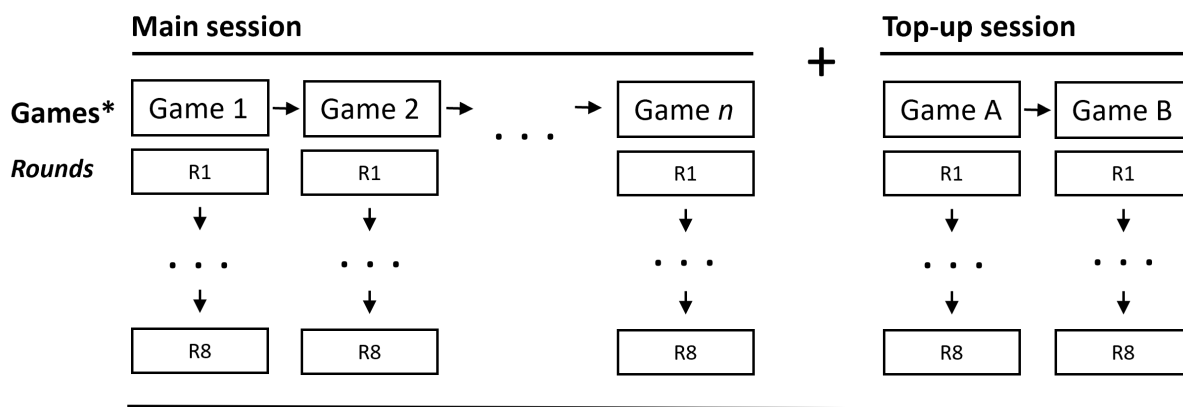 Main session + Top-up session
Games* Game 1 Game 2 . . . Game n Game A Game B
Rounds R1 R1 R1 R1 R1
. . . . . . . . . . . . . . .
R8 R8 R8 R8 R8